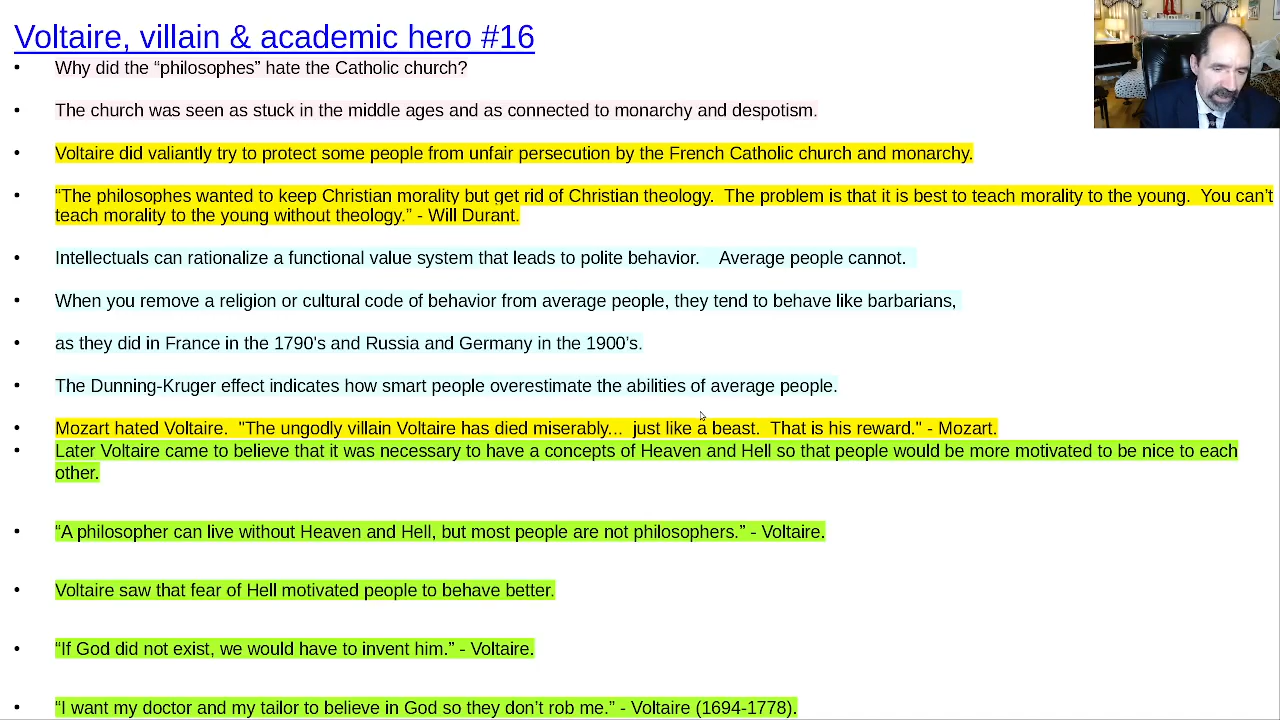 Voltaire, villain & academic hero #16
• Why did the “philosophes” hate the Catholic church?
• The church was seen as stuck in the middle ages and as connected to monarchy and despotism.
• Voltaire did valiantly try to protect some people from unfair persecution by the French Catholic church and monarchy.
• “The philosophes wanted to keep Christian morality but get rid of Christian theology.  The problem is that it is best to teach morality to the young.  You can’t
teach morality to the young without theology.” - Will Durant.
• Intellectuals can rationalize a functional value system that leads to polite behavior.    Average people cannot.
• When you remove a religion or cultural code of behavior from average people, they tend to behave like barbarians,
• as they did in France in the 1790’s and Russia and Germany in the 1900’s.
• The Dunning-Kruger effect indicates how smart people overestimate the abilities of average people.
• Mozart hated Voltaire.  "The ungodly villain Voltaire has died miserably...  just like a beast.  That is his reward." - Mozart.
• Later Voltaire came to believe that it was necessary to have a concepts of Heaven and Hell so that people would be more motivated to be nice to each
other.
• “A philosopher can live without Heaven and Hell, but most people are not philosophers.” - Voltaire.
• Voltaire saw that fear of Hell motivated people to behave better.
• “If God did not exist, we would have to invent him.” - Voltaire.
• “I want my doctor and my tailor to believe in God so they don’t rob me.” - Voltaire (1694-1778).